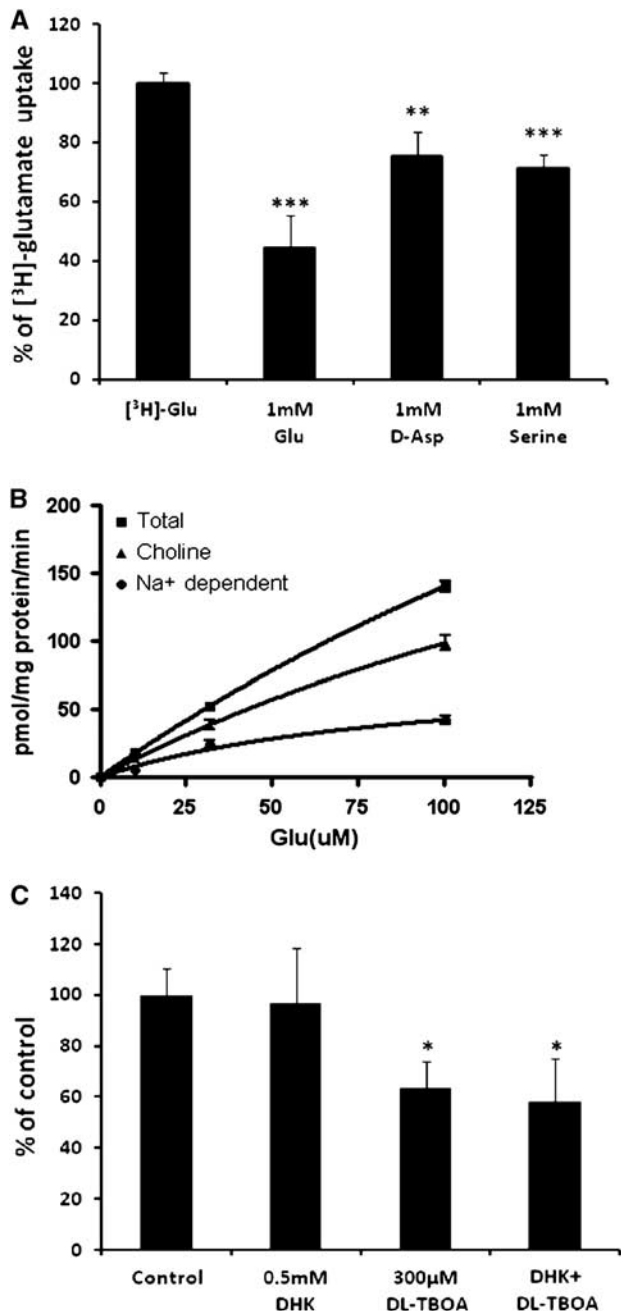 A
% of [³H]-glutamate uptake
120
100
80
60
40
20
0
***
**
***
[³H]-Glu
1mM
Glu
1mM
D-Asp
1mM
Serine
B
pmol/mg protein/min
200
150
100
50
0
Total
Choline
Na+ dependent
0
25
50
75
100
125
Glu(uM)
C
% of control
140
120
100
80
60
40
20
0
*
*
Control
0.5mM
DHK
300µM
DL-TBOA
DHK+
DL-TBOA